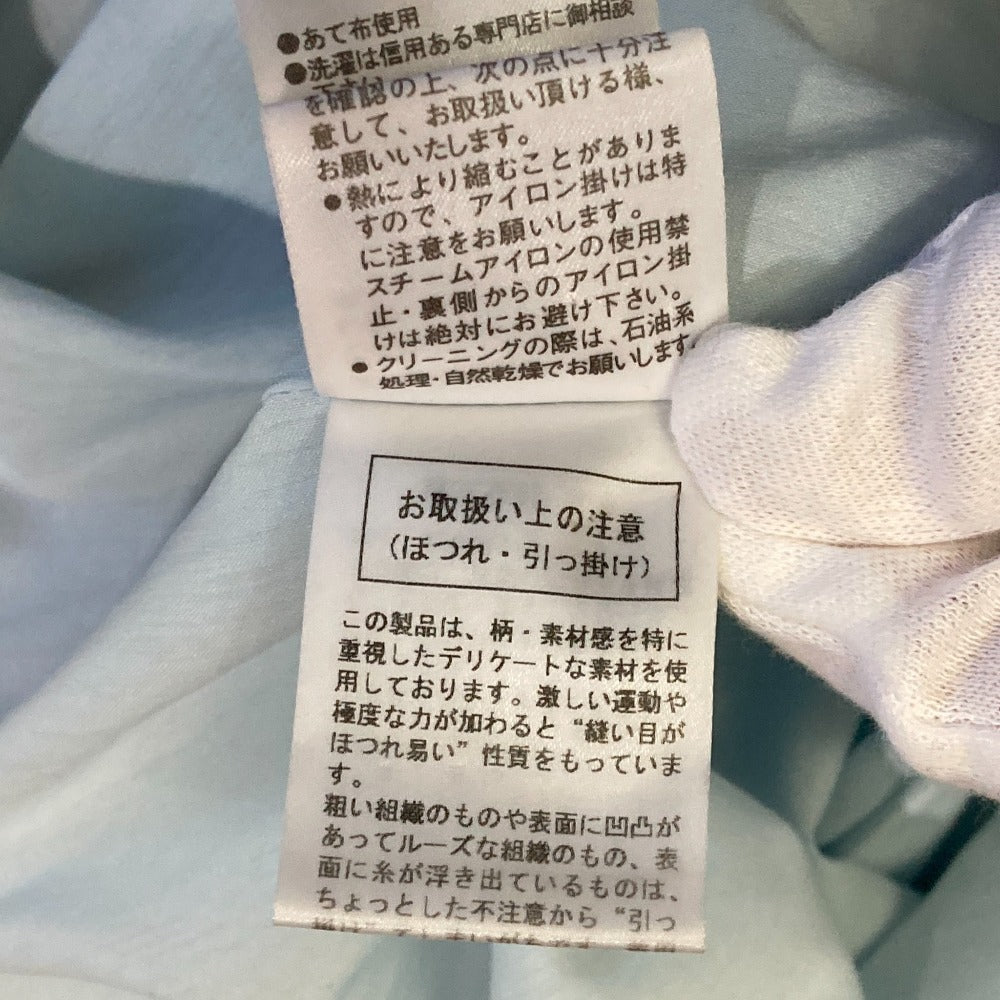 ●あて布使用
●洗濯は信用ある専門店に御相談
を確認の上、次の点に十分注
意して、お取扱い頂ける様、
お願いいたします。
●熱により縮むことがありま
すので、アイロン掛けは特
に注意をお願いします。
スチームアイロンの使用禁
止・裏側からのアイロン掛
けは絶対にお避け下さい。
●クリーニングの際は、石油系
処理・自然乾燥でお願いします
お取扱い上の注意
(ほつれ・引っ掛け)
この製品は、柄・素材感を特に
重視したデリケートな素材を使
用しております。激しい運動や
極度な力が加わると“縫い目が
ほつれ易い”性質をもっていま
す。
粗い組織のものや表面に凹凸が
あってルーズな組織のもの、表
面に糸が浮き出ているものは、
ちょっとした不注意から“引っ